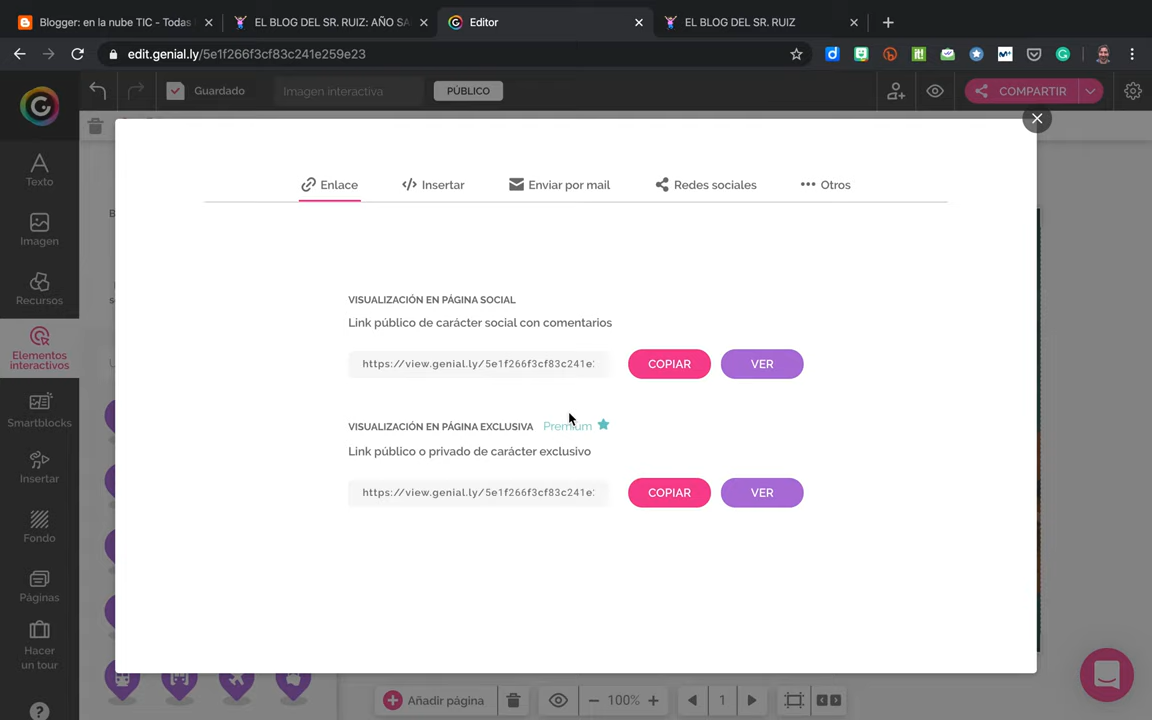 Blogger: en la nube TIC - Todas
EL BLOG DEL SR. RUIZ: AÑO SA
Editor
EL BLOG DEL SR. RUIZ
edit.genial.ly/5e1f266f3cf83c241e259e23
Guardado
Imagen interactiva
PÚBLICO
COMPARTIR
Texto
Imagen
Recursos
Elementos
interactivos
Smartblocks
Insertar
Fondo
Páginas
Hacer
un tour
Enlace
Insertar
Enviar por mail
Redes sociales
Otros
VISUALIZACIÓN EN PÁGINA SOCIAL
Link público de carácter social con comentarios
https://view.genial.ly/5e1f266f3cf83c241e
COPIAR
VER
VISUALIZACIÓN EN PÁGINA EXCLUSIVA Premium
Link público o privado de carácter exclusivo
https://view.genial.ly/5e1f266f3cf83c241e
COPIAR
VER
Añadir página
100%
1